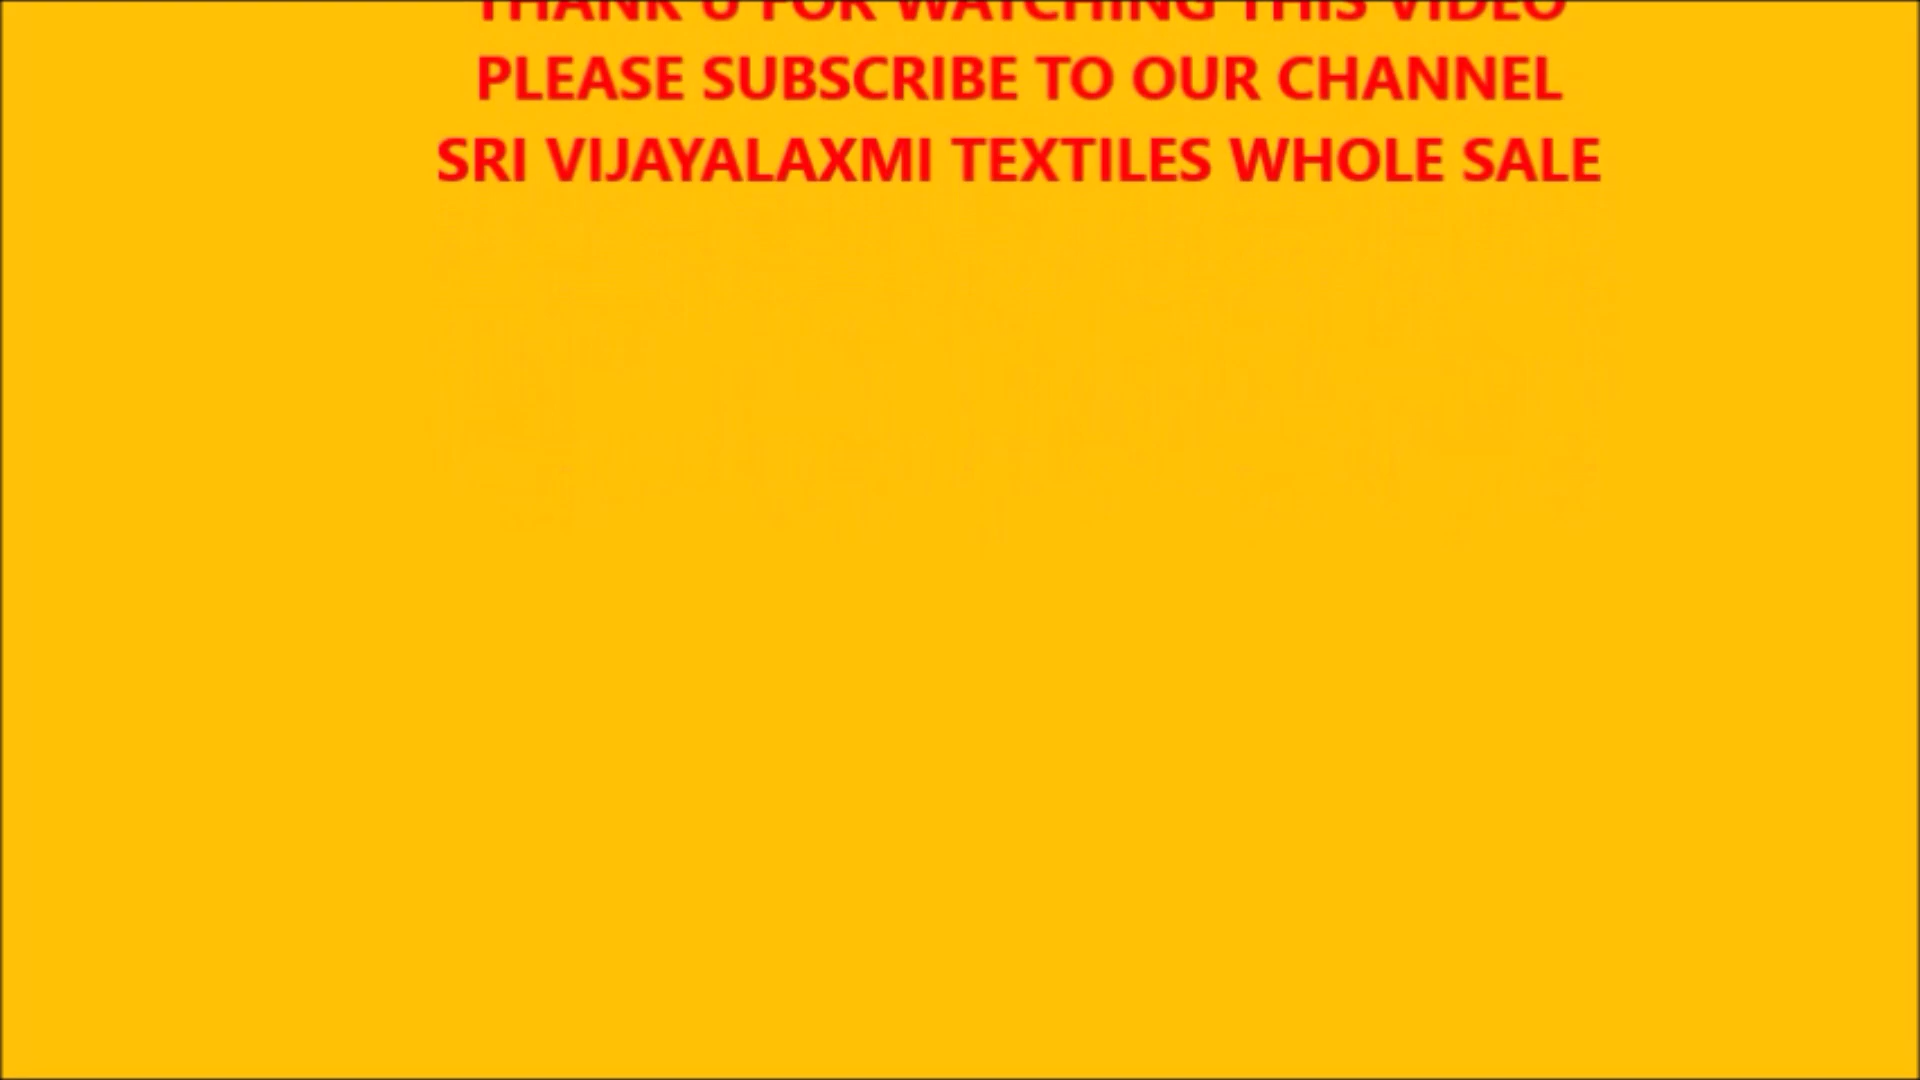 THANK U FOR WATCHING THIS VIDEO
PLEASE SUBSCRIBE TO OUR CHANNEL
SRI VIJAYALAXMI TEXTILES WHOLE SALE